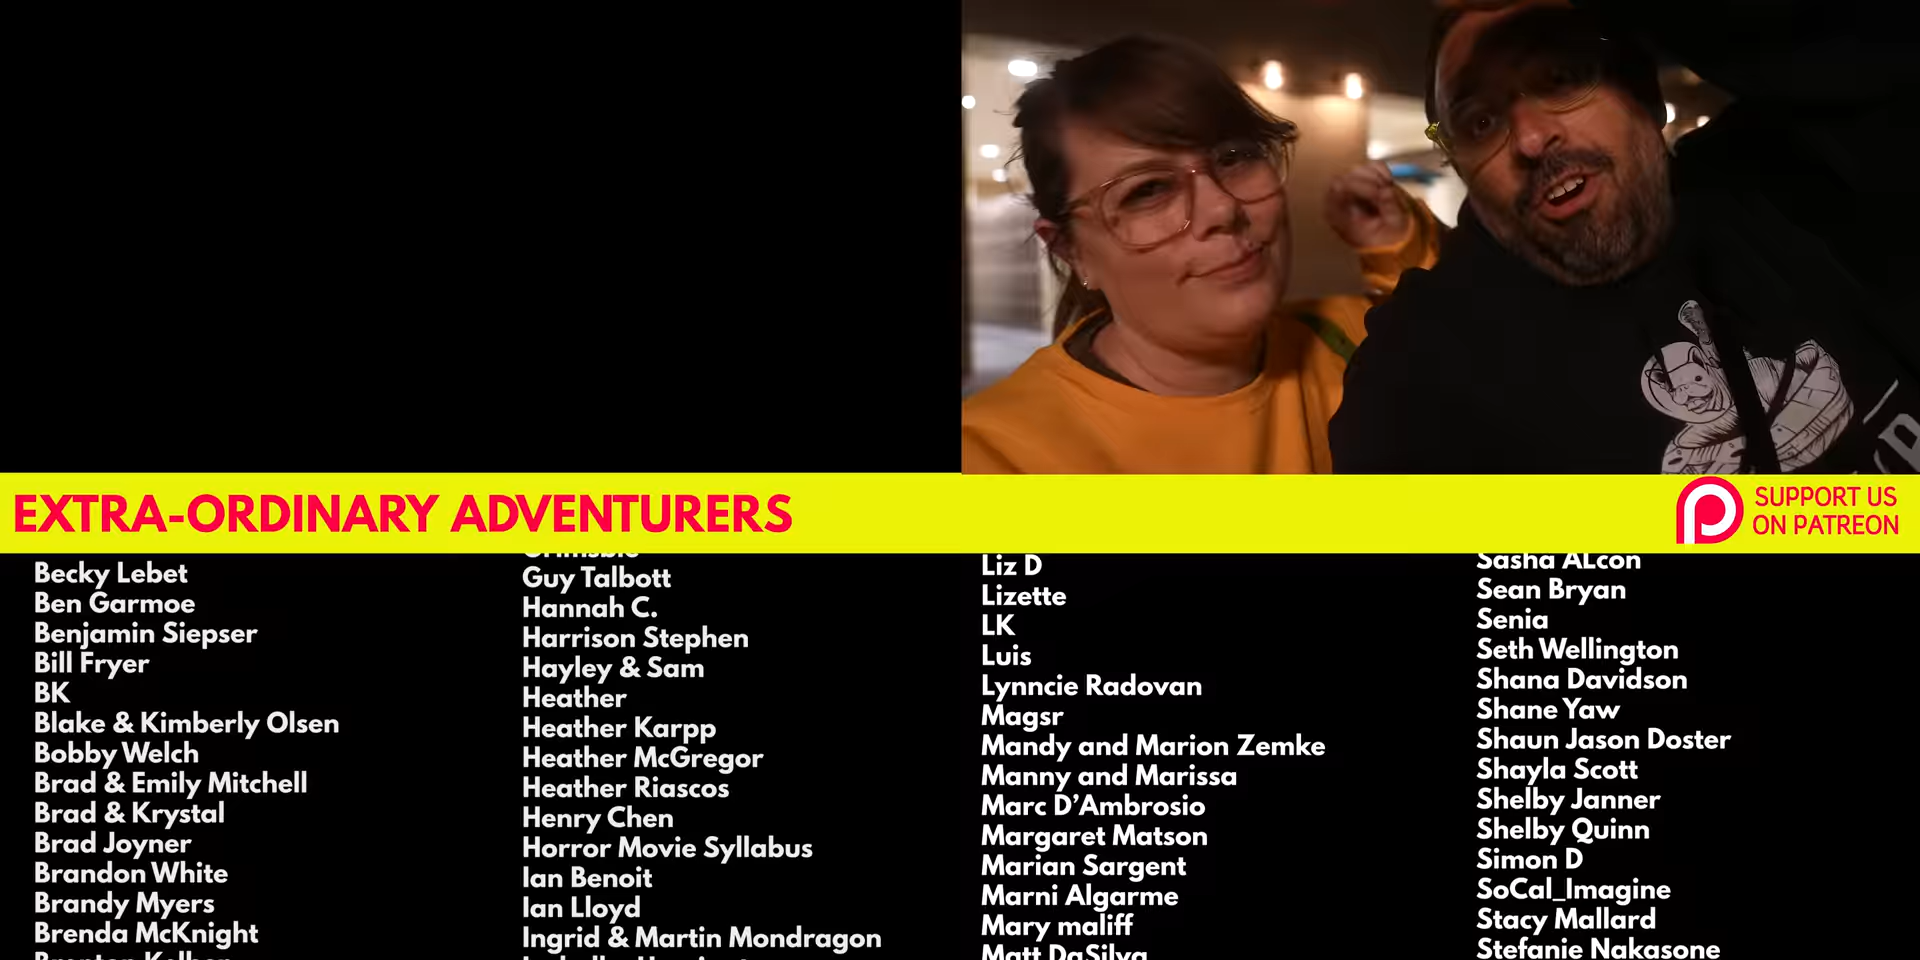 EXTRA-ORDINARY ADVENTURERS
SUPPORT US
ON PATREON
Becky Lebet
Ben Garmoe
Benjamin Siepser
Bill Fryer
BK
Blake & Kimberly Olsen
Bobby Welch
Brad & Emily Mitchell
Brad & Krystal
Brad Joyner
Brandon White
Brandy Myers
Brenda McKnight
Guy Talbott
Hannah C.
Harrison Stephen
Hayley & Sam
Heather
Heather Karpp
Heather McGregor
Heather Riascos
Henry Chen
Horror Movie Syllabus
Ian Benoit
Ian Lloyd
Ingrid & Martin Mondragon
Liz D
Lizette
LK
Luis
Lynncie Radovan
Magsr
Mandy and Marion Zemke
Manny and Marissa
Marc D’Ambrosio
Margaret Matson
Marian Sargent
Marni Algarme
Mary maliff
Matt DaSilva
Sasha ALcon
Sean Bryan
Senia
Seth Wellington
Shana Davidson
Shane Yaw
Shaun Jason Doster
Shayla Scott
Shelby Janner
Shelby Quinn
Simon D
SoCal_Imagine
Stacy Mallard
Stefanie Nakasone